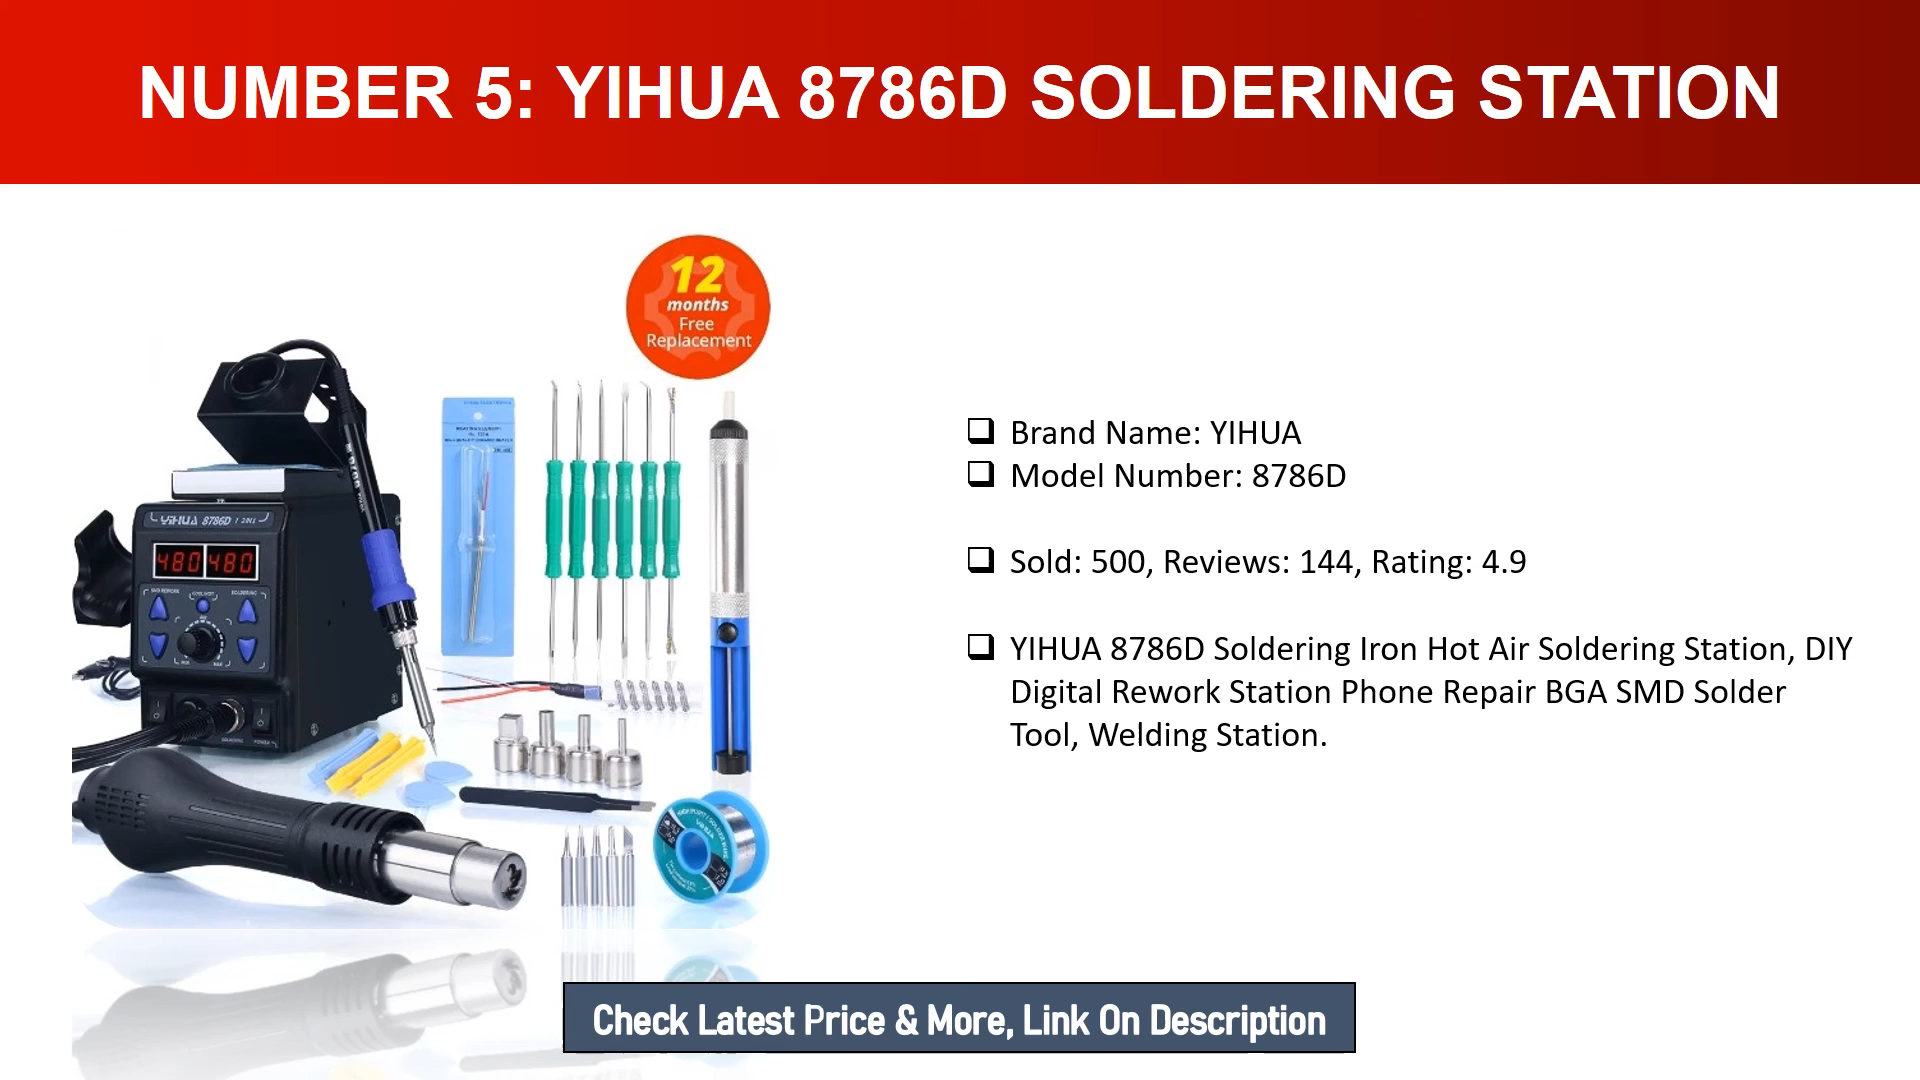 NUMBER 5: YIHUA 8786D SOLDERING STATION
12
months
Free
Replacement
YIHUA 8786D
480 480
SOLDERING
POWER
❑ Brand Name: YIHUA
❑ Model Number: 8786D
❑ Sold: 500, Reviews: 144, Rating: 4.9
❑ YIHUA 8786D Soldering Iron Hot Air Soldering Station, DIY
Digital Rework Station Phone Repair BGA SMD Solder
Tool, Welding Station.
Check Latest Price & More, Link On Description